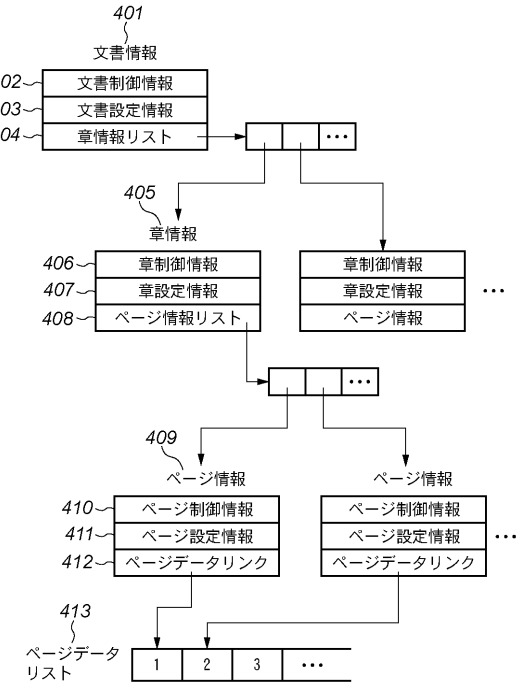 401
文書情報
02 文書制御情報
03 文書設定情報
04 章情報リスト
•••
405
章情報
406 章制御情報
章制御情報
407 章設定情報
章設定情報
•••
408 ページ情報リスト
ページ情報
•••
409
ページ情報
ページ情報
410 ページ制御情報
ページ制御情報
411 ページ設定情報
ページ設定情報
•••
412 ページデータリンク
ページデータリンク
413
ページデータ
リスト
1 2 3 •••